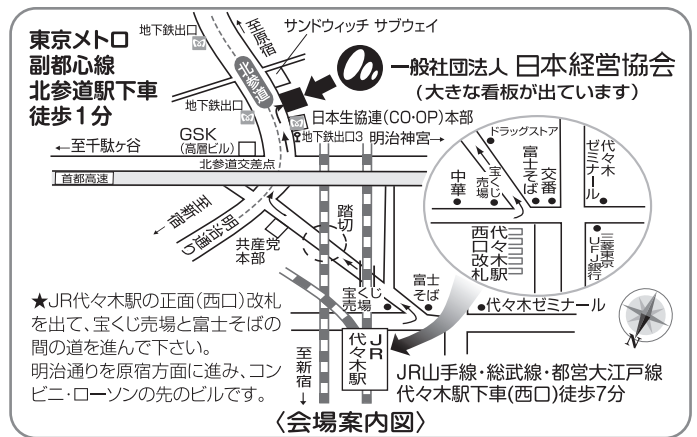 東京メトロ
副都心線
北参道駅下車
徒歩1分
地下鉄出口
至原宿
サンドウィッチ サブウェイ
北参道
一般社団法人 日本経営協会
(大きな看板が出ています)
地下鉄出口
日本生協連(CO・OP)本部
地下鉄出口3
明治神宮→
GSK
(高層ビル)
←至千駄ケ谷
北参道交差点
首都高速
至新宿
明治通り
共産党
本部
踏切
ドラッグストア
中華
宝くじ
売場
富士そば
交番
代々木
ゼミナール
代々木駅
西口改札
三菱東京
UFJ銀行
宝くじ
売場
富士
そば
代々木ゼミナール
★JR代々木駅の正面(西口)改札
を出て、宝くじ売場と富士そばの
間の道を進んで下さい。
明治通りを原宿方面に進み、コン
ビニ・ローソンの先のビルです。
至新宿
JR
代々木駅
N
JR山手線・総武線・都営大江戸線
代々木駅下車(西口)徒歩7分
〈会場案内図〉